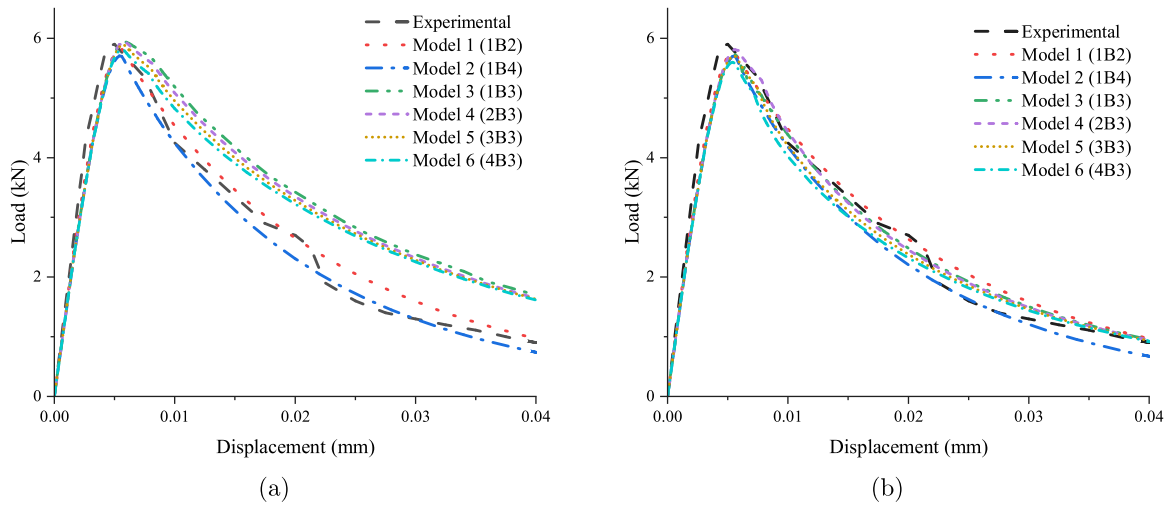 Experimental
Model 1 (1B2)
Model 2 (1B4)
Model 3 (1B3)
Model 4 (2B3)
Model 5 (3B3)
Model 6 (4B3)
6
4
2
0
Load (kN)
0.00 0.01 0.02 0.03 0.04
Displacement (mm)
(a)
Experimental
Model 1 (1B2)
Model 2 (1B4)
Model 3 (1B3)
Model 4 (2B3)
Model 5 (3B3)
Model 6 (4B3)
6
4
2
0
Load (kN)
0.00 0.01 0.02 0.03 0.04
Displacement (mm)
(b)